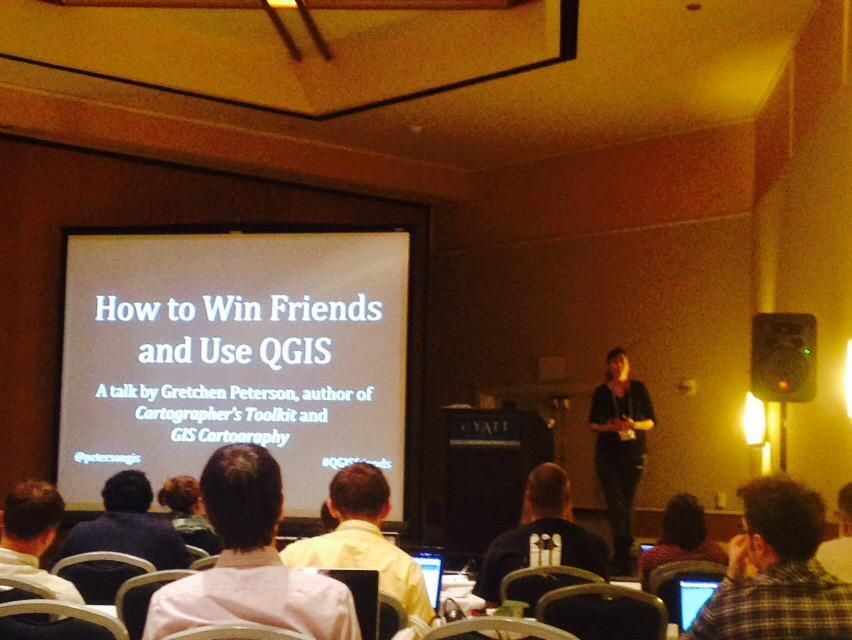 How to Win Friends
and Use QGIS
A talk by Gretchen Peterson, author of
Cartographer's Toolkit and
GIS Cartography
@petersongis
HYATT